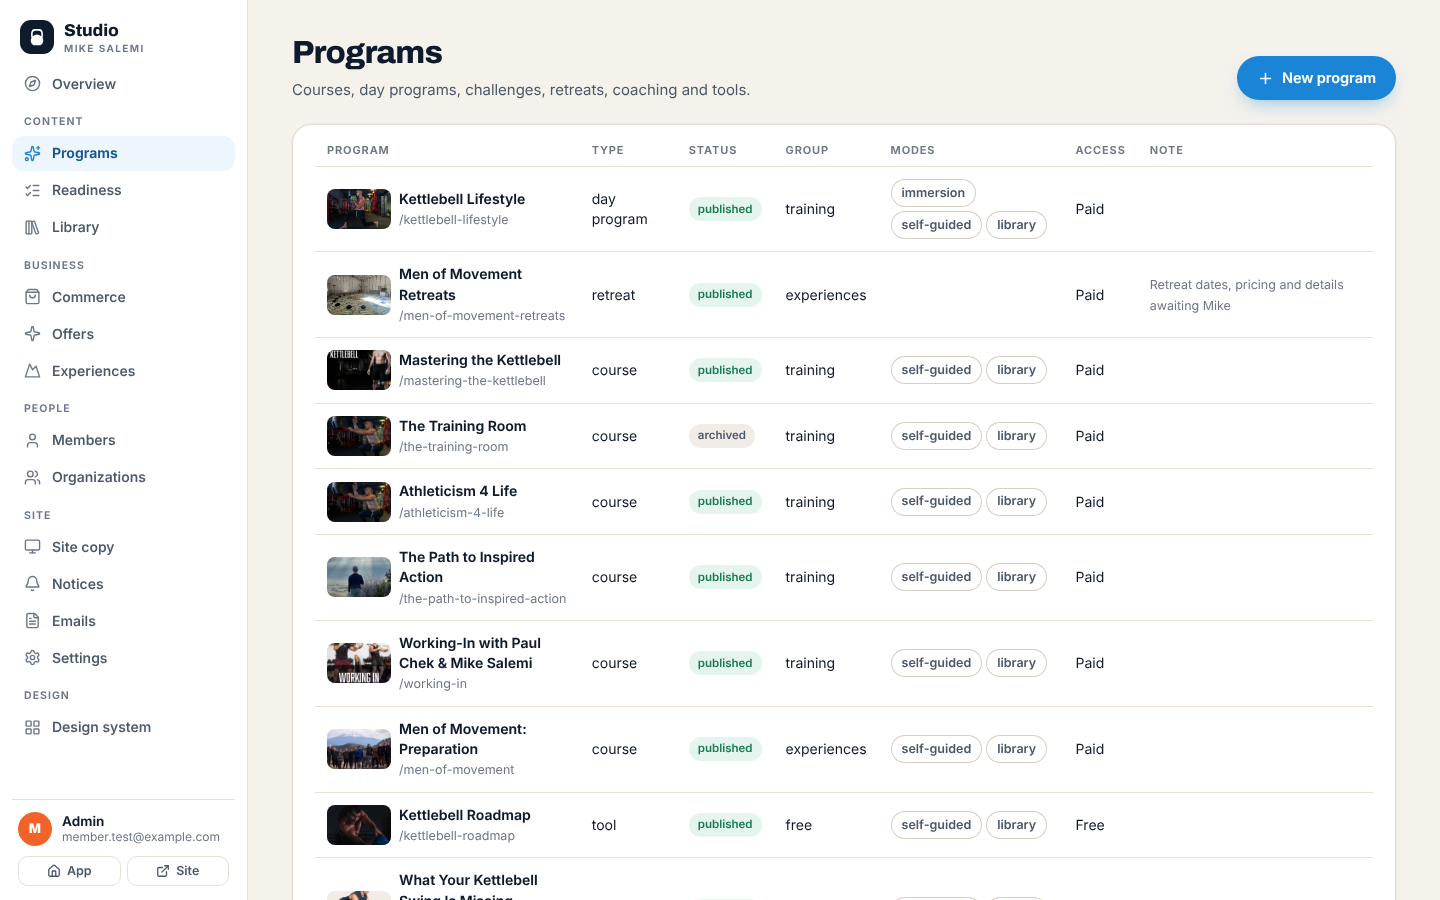 Studio
MIKE SALEMI
Overview
CONTENT
Programs
Readiness
Library
BUSINESS
Commerce
Offers
Experiences
PEOPLE
Members
Organizations
SITE
Site copy
Notices
Emails
Settings
DESIGN
Design system
M
Admin
member.test@example.com
App
Site
Programs
Courses, day programs, challenges, retreats, coaching and tools.
New program
PROGRAM TYPE STATUS GROUP MODES ACCESS NOTE
Kettlebell Lifestyle
/kettlebell-lifestyle
day
program
published
training
immersion
self-guided library
Paid
Men of Movement
Retreats
/men-of-movement-retreats
retreat
published
experiences
Paid
Retreat dates, pricing and details
awaiting Mike
KETTLEBELL
Mastering the Kettlebell
/mastering-the-kettlebell
course
published
training
self-guided library
Paid
The Training Room
/the-training-room
course
archived
training
self-guided library
Paid
Athleticism 4 Life
/athleticism-4-life
course
published
training
self-guided library
Paid
The Path to Inspired
Action
/the-path-to-inspired-action
course
published
training
self-guided library
Paid
WORKING IN
Working-In with Paul
Chek & Mike Salemi
/working-in
course
published
training
self-guided library
Paid
Men of Movement:
Preparation
/men-of-movement
course
published
experiences
self-guided library
Paid
Kettlebell Roadmap
/kettlebell-roadmap
tool
published
free
self-guided library
Free
What Your Kettlebell
Swing Is Missing